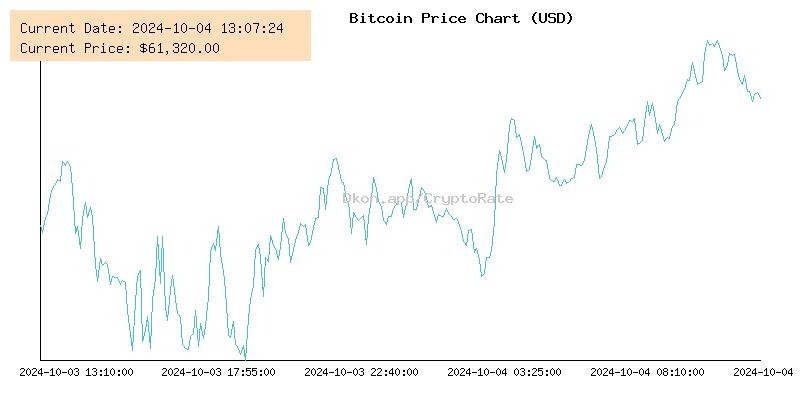 Bitcoin Price Chart (USD)
Current Date: 2024-10-04 13:07:24
Current Price: $61,320.00
Dkon.app/CryptoRate
2024-10-03 13:10:00 2024-10-03 17:55:00 2024-10-03 22:40:00 2024-10-04 03:25:00 2024-10-04 08:10:00 2024-10-04